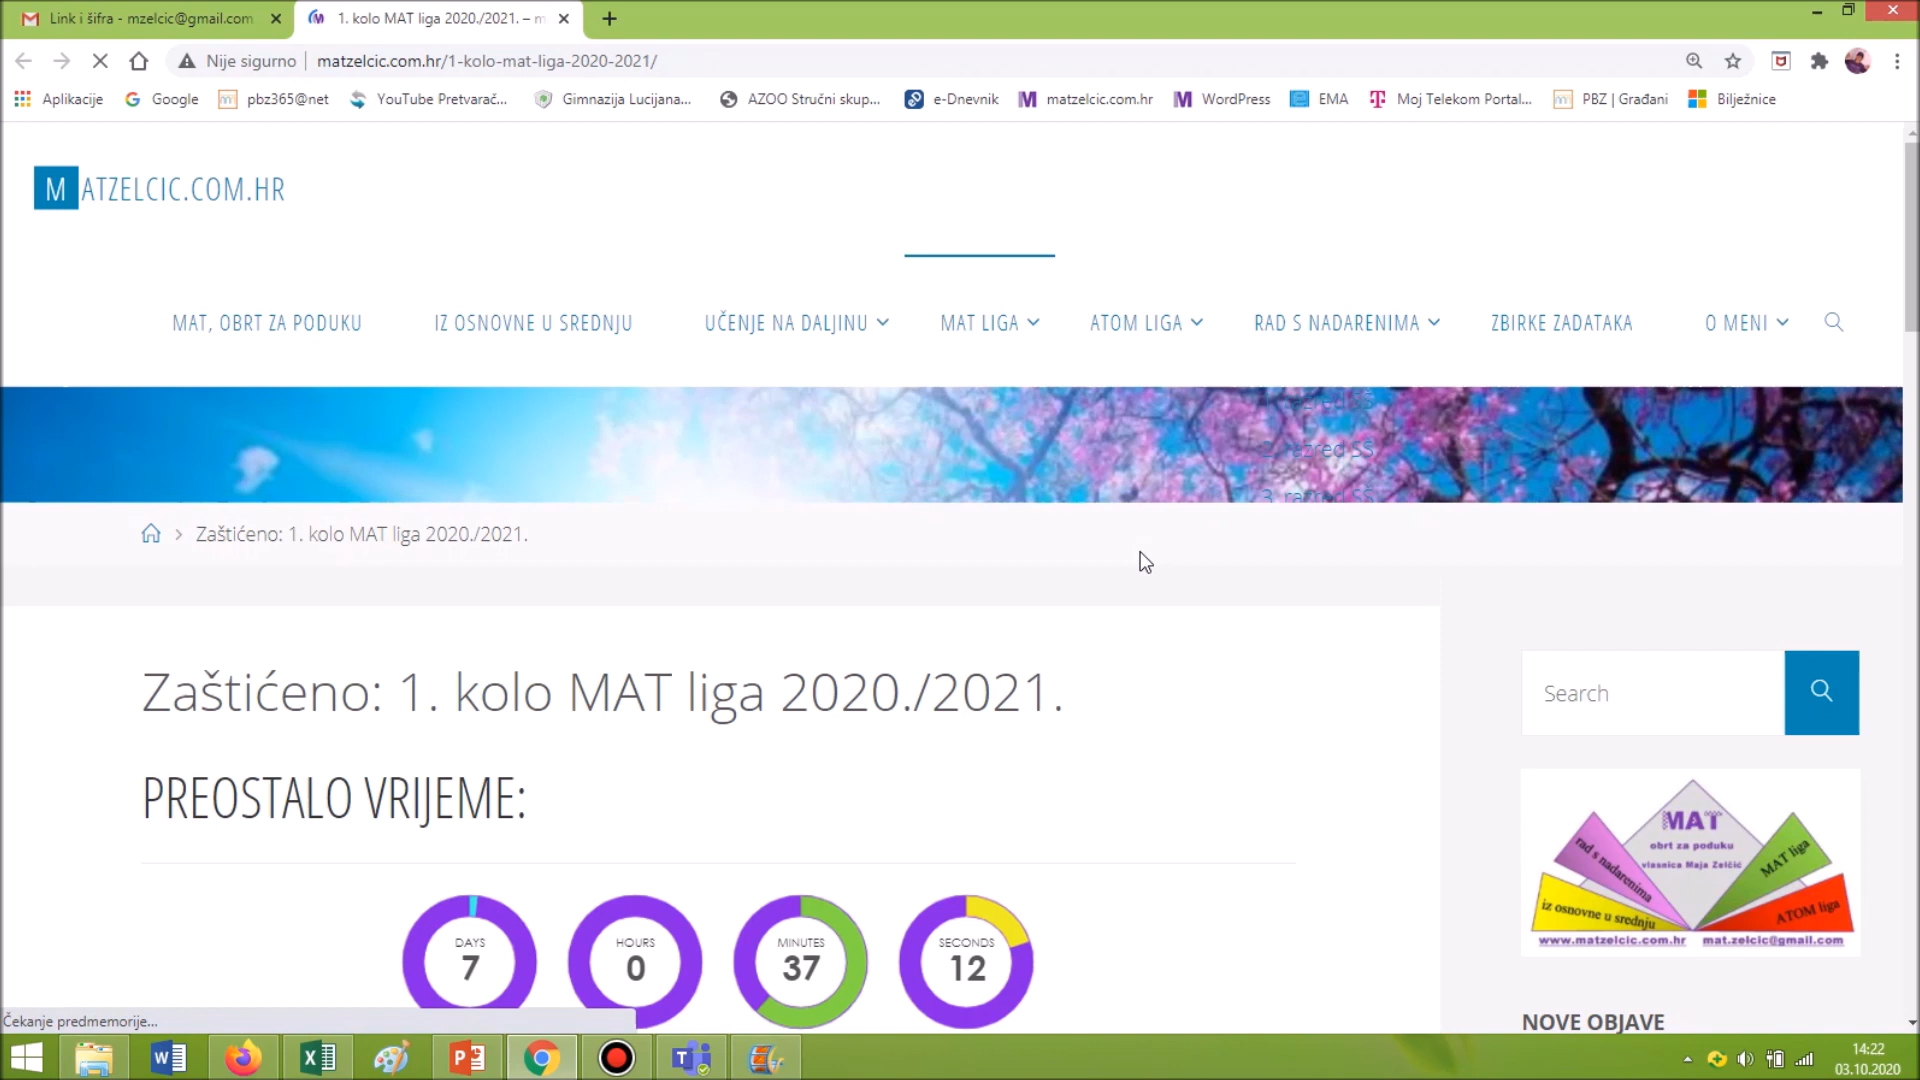 Link i šifra - mzelcic@gmail.com
1. kolo MAT liga 2020./2021. – m
Nije sigurno
matzelcic.com.hr/1-kolo-mat-liga-2020-2021/
Aplikacije
Google
pbz365@net
YouTube Pretvarač...
Gimnazija Lucijana...
AZOO Stručni skup...
e-Dnevnik
matzelcic.com.hr
WordPress
EMA
Moj Telekom Portal...
PBZ | Građani
Bilježnice
MATZELCIC.COM.HR
MAT, OBRT ZA PODUKU
IZ OSNOVNE U SREDNJU
UČENJE NA DALJINU
MAT LIGA
ATOM LIGA
RAD S NADARENIMA
ZBIRKE ZADATAKA
O MENI
2. razred SŠ
3. razred SŠ
Zaštićeno: 1. kolo MAT liga 2020./2021.
Zaštićeno: 1. kolo MAT liga 2020./2021.
PREOSTALO VRIJEME:
DAYS
7
HOURS
0
MINUTES
37
SECONDS
12
Search
MAT
obrt za poduku
vlasnica Maja Zelčić
rad s nadarenima
MAT liga
iz osnovne u srednju
ATOM liga
www.matzelcic.com.hr
mat.zelcic@gmail.com
NOVE OBJAVE
Čekanje predmemorije...
14:22
03.10.2020